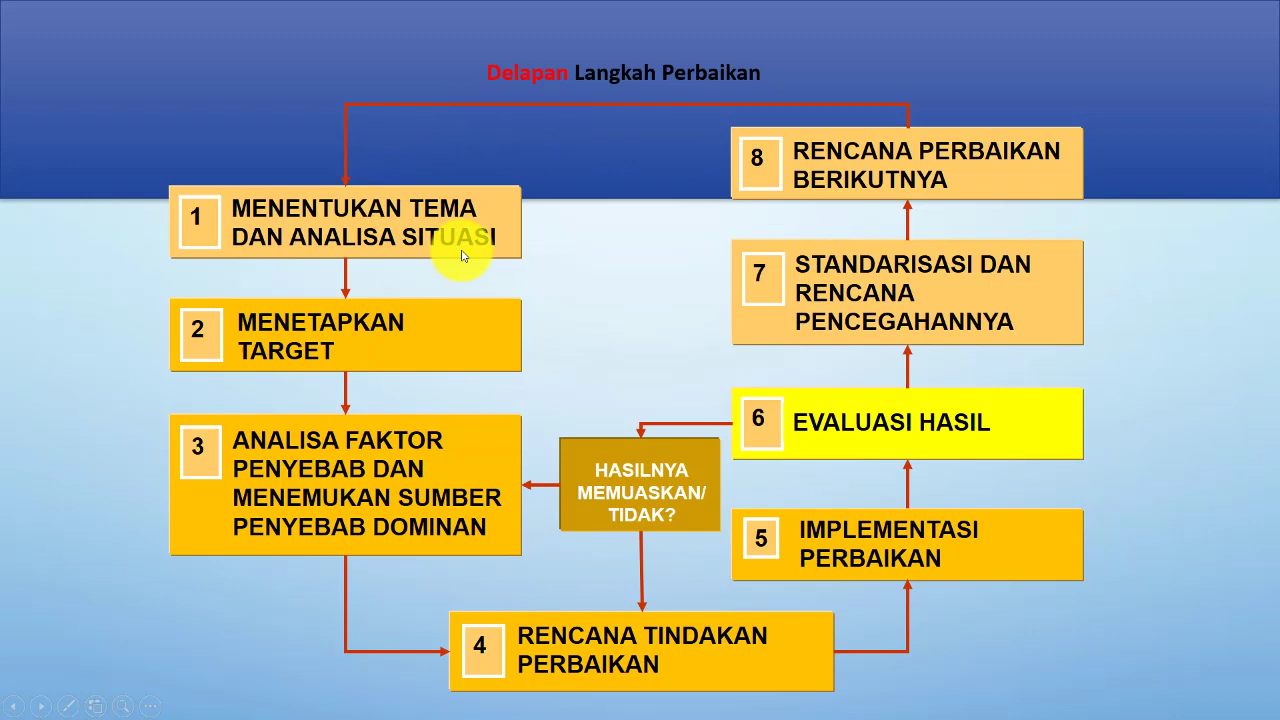 Delapan Langkah Perbaikan
1
MENENTUKAN TEMA
DAN ANALISA SITUASI
2
MENETAPKAN
TARGET
3
ANALISA FAKTOR
PENYEBAB DAN
MENEMUKAN SUMBER
PENYEBAB DOMINAN
4
RENCANA TINDAKAN
PERBAIKAN
5
IMPLEMENTASI
PERBAIKAN
6
EVALUASI HASIL
HASILNYA
MEMUASKAN/
TIDAK?
7
STANDARISASI DAN
RENCANA
PENCEGAHANNYA
8
RENCANA PERBAIKAN
BERIKUTNYA